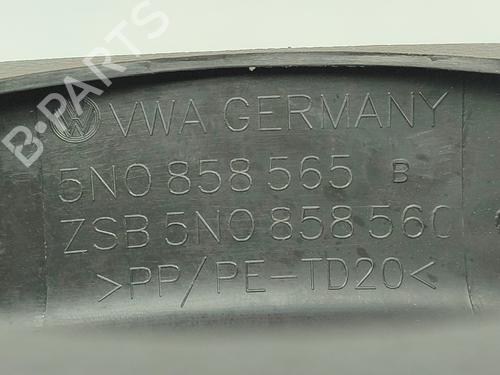 B-PARTS
VWA GERMANY
5N0 858 565 B
ZSB 5N0 858 560
>PP/PE-TD20<